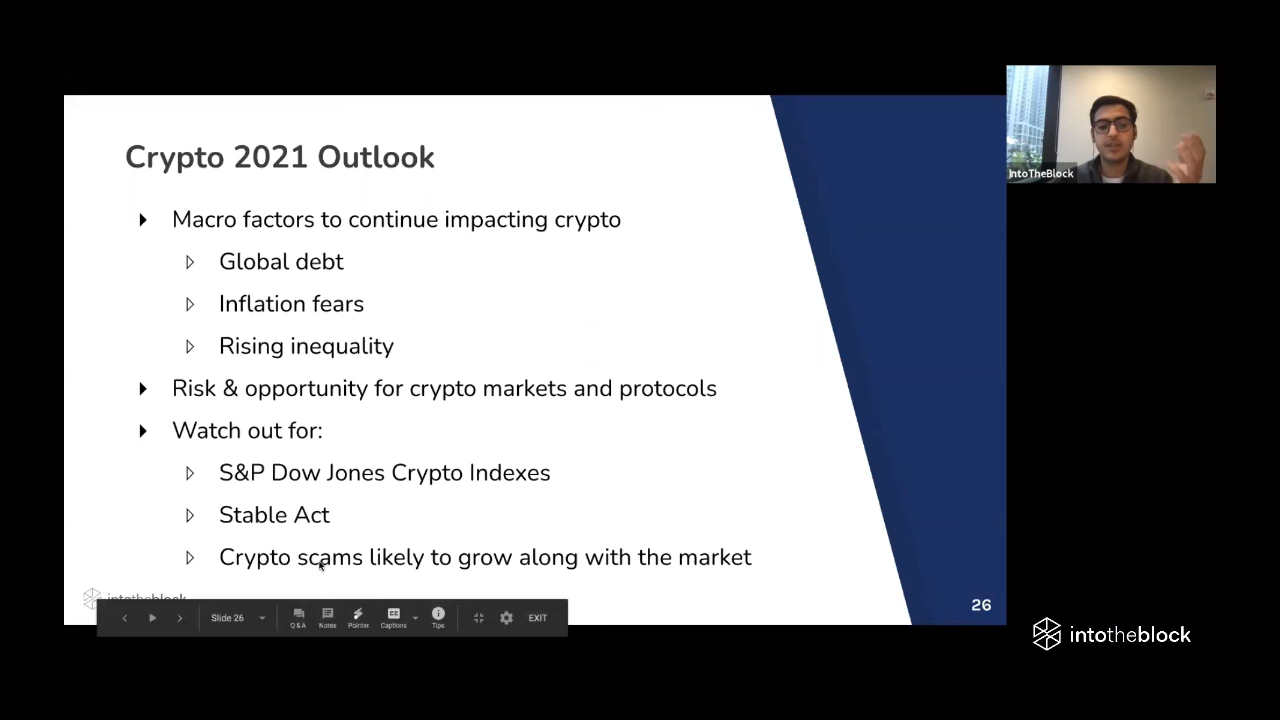 Crypto 2021 Outlook
Macro factors to continue impacting crypto
Global debt
Inflation fears
Rising inequality
Risk & opportunity for crypto markets and protocols
Watch out for:
S&P Dow Jones Crypto Indexes
Stable Act
Crypto scams likely to grow along with the market
intotheblock
Slide 26
Q&A
Notes
Pointer
Captions
CC
Tips
EXIT
26
IntoTheBlock
intotheblock